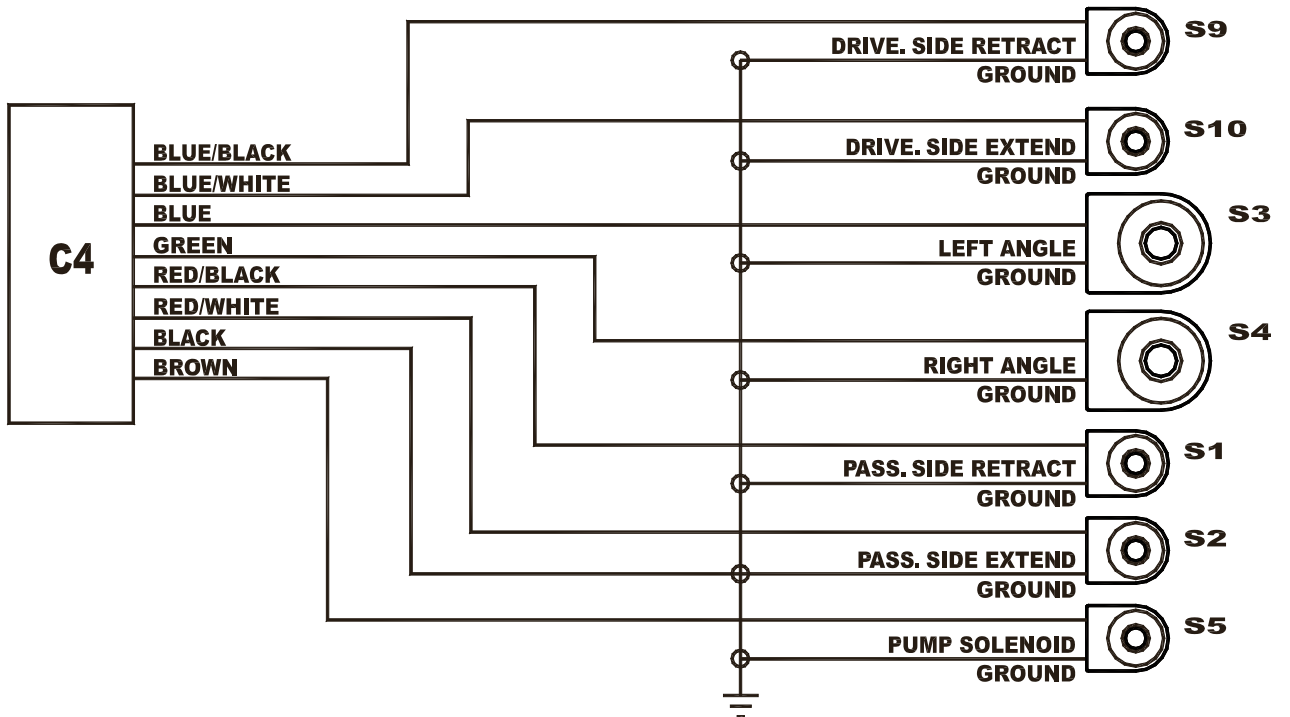 C4
BLUE/BLACK
BLUE/WHITE
BLUE
GREEN
RED/BLACK
RED/WHITE
BLACK
BROWN
DRIVE. SIDE RETRACT
GROUND
S9
DRIVE. SIDE EXTEND
GROUND
S10
LEFT ANGLE
GROUND
S3
RIGHT ANGLE
GROUND
S4
PASS. SIDE RETRACT
GROUND
S1
PASS. SIDE EXTEND
GROUND
S2
PUMP SOLENOID
GROUND
S5